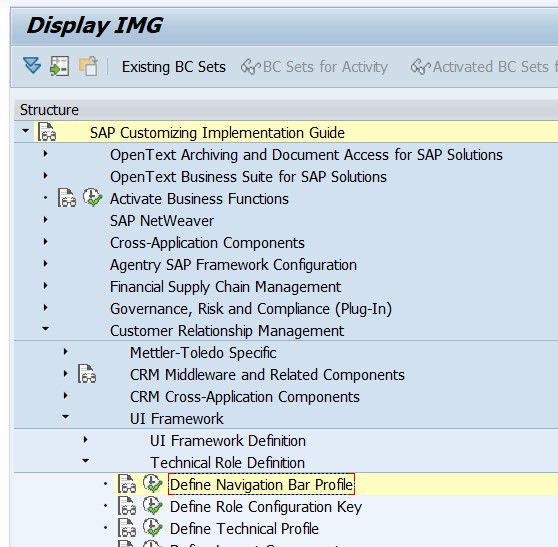 Display IMG
Existing BC Sets BC Sets for Activity Activated BC Sets f
Structure
SAP Customizing Implementation Guide
OpenText Archiving and Document Access for SAP Solutions
OpenText Business Suite for SAP Solutions
Activate Business Functions
SAP NetWeaver
Cross-Application Components
Agentry SAP Framework Configuration
Financial Supply Chain Management
Governance, Risk and Compliance (Plug-In)
Customer Relationship Management
Mettler-Toledo Specific
CRM Middleware and Related Components
CRM Cross-Application Components
UI Framework
UI Framework Definition
Technical Role Definition
Define Navigation Bar Profile
Define Role Configuration Key
Define Technical Profile